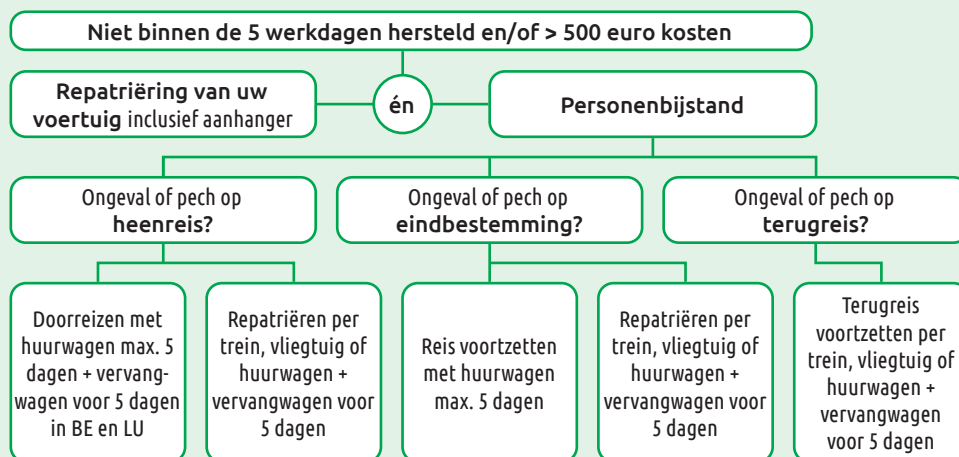 Niet binnen de 5 werkdagen hersteld en/of > 500 euro kosten
Repatriëring van uw
voertuig inclusief aanhanger
én
Personenbijstand
Ongeval of pech op
heenreis?
Ongeval of pech op
eindbestemming?
Ongeval of pech op
terugreis?
Doorreizen met
huurwagen max. 5
dagen + vervang-
wagen voor 5 dagen
in BE en LU
Repatriëren per
trein, vliegtuig of
huurwagen +
vervangwagen voor
5 dagen
Reis voortzetten
met huurwagen
max. 5 dagen
Repatriëren per
trein, vliegtuig of
huurwagen +
vervangwagen voor
5 dagen
Terugreis
voortzetten per
trein, vliegtuig of
huurwagen +
vervangwagen
voor 5 dagen